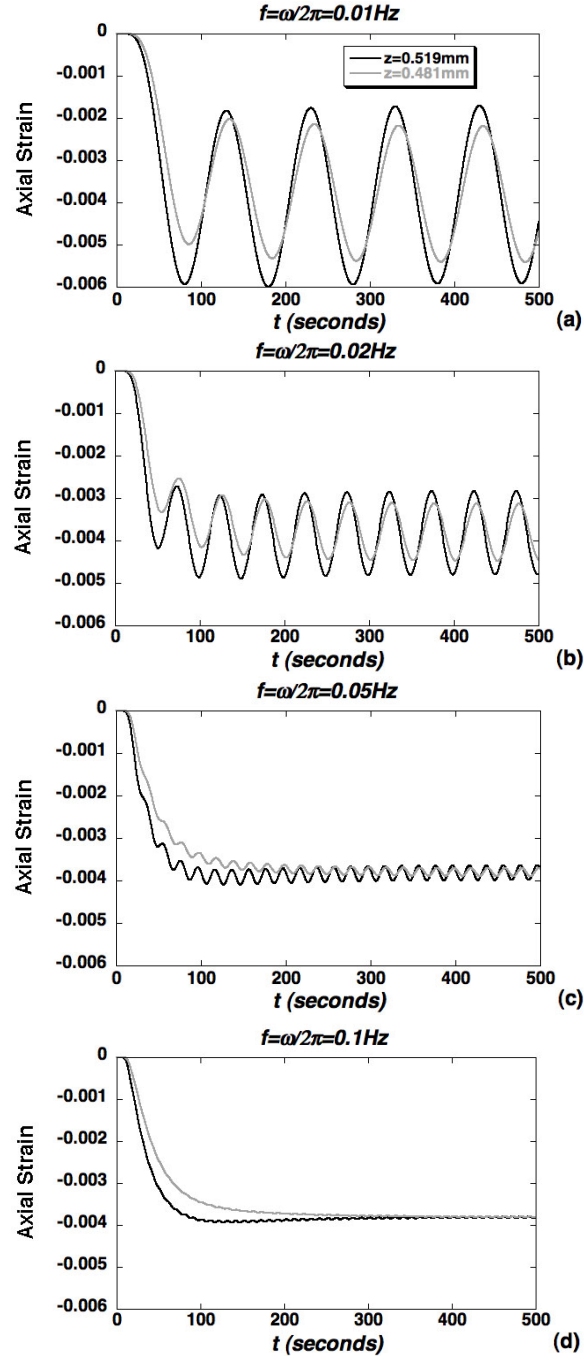 f=ω/2π=0.01Hz
0
-0.001
-0.002
-0.003
-0.004
-0.005
-0.006
Axial Strain
z=0.519mm
z=0.481mm
0 100 200 300 400 500
t (seconds)
(a)
f=ω/2π=0.02Hz
0
-0.001
-0.002
-0.003
-0.004
-0.005
-0.006
Axial Strain
0 100 200 300 400 500
t (seconds)
(b)
f=ω/2π=0.05Hz
0
-0.001
-0.002
-0.003
-0.004
-0.005
-0.006
Axial Strain
0 100 200 300 400 500
t (seconds)
(c)
f=ω/2π=0.1Hz
0
-0.001
-0.002
-0.003
-0.004
-0.005
-0.006
Axial Strain
0 100 200 300 400 500
t (seconds)
(d)